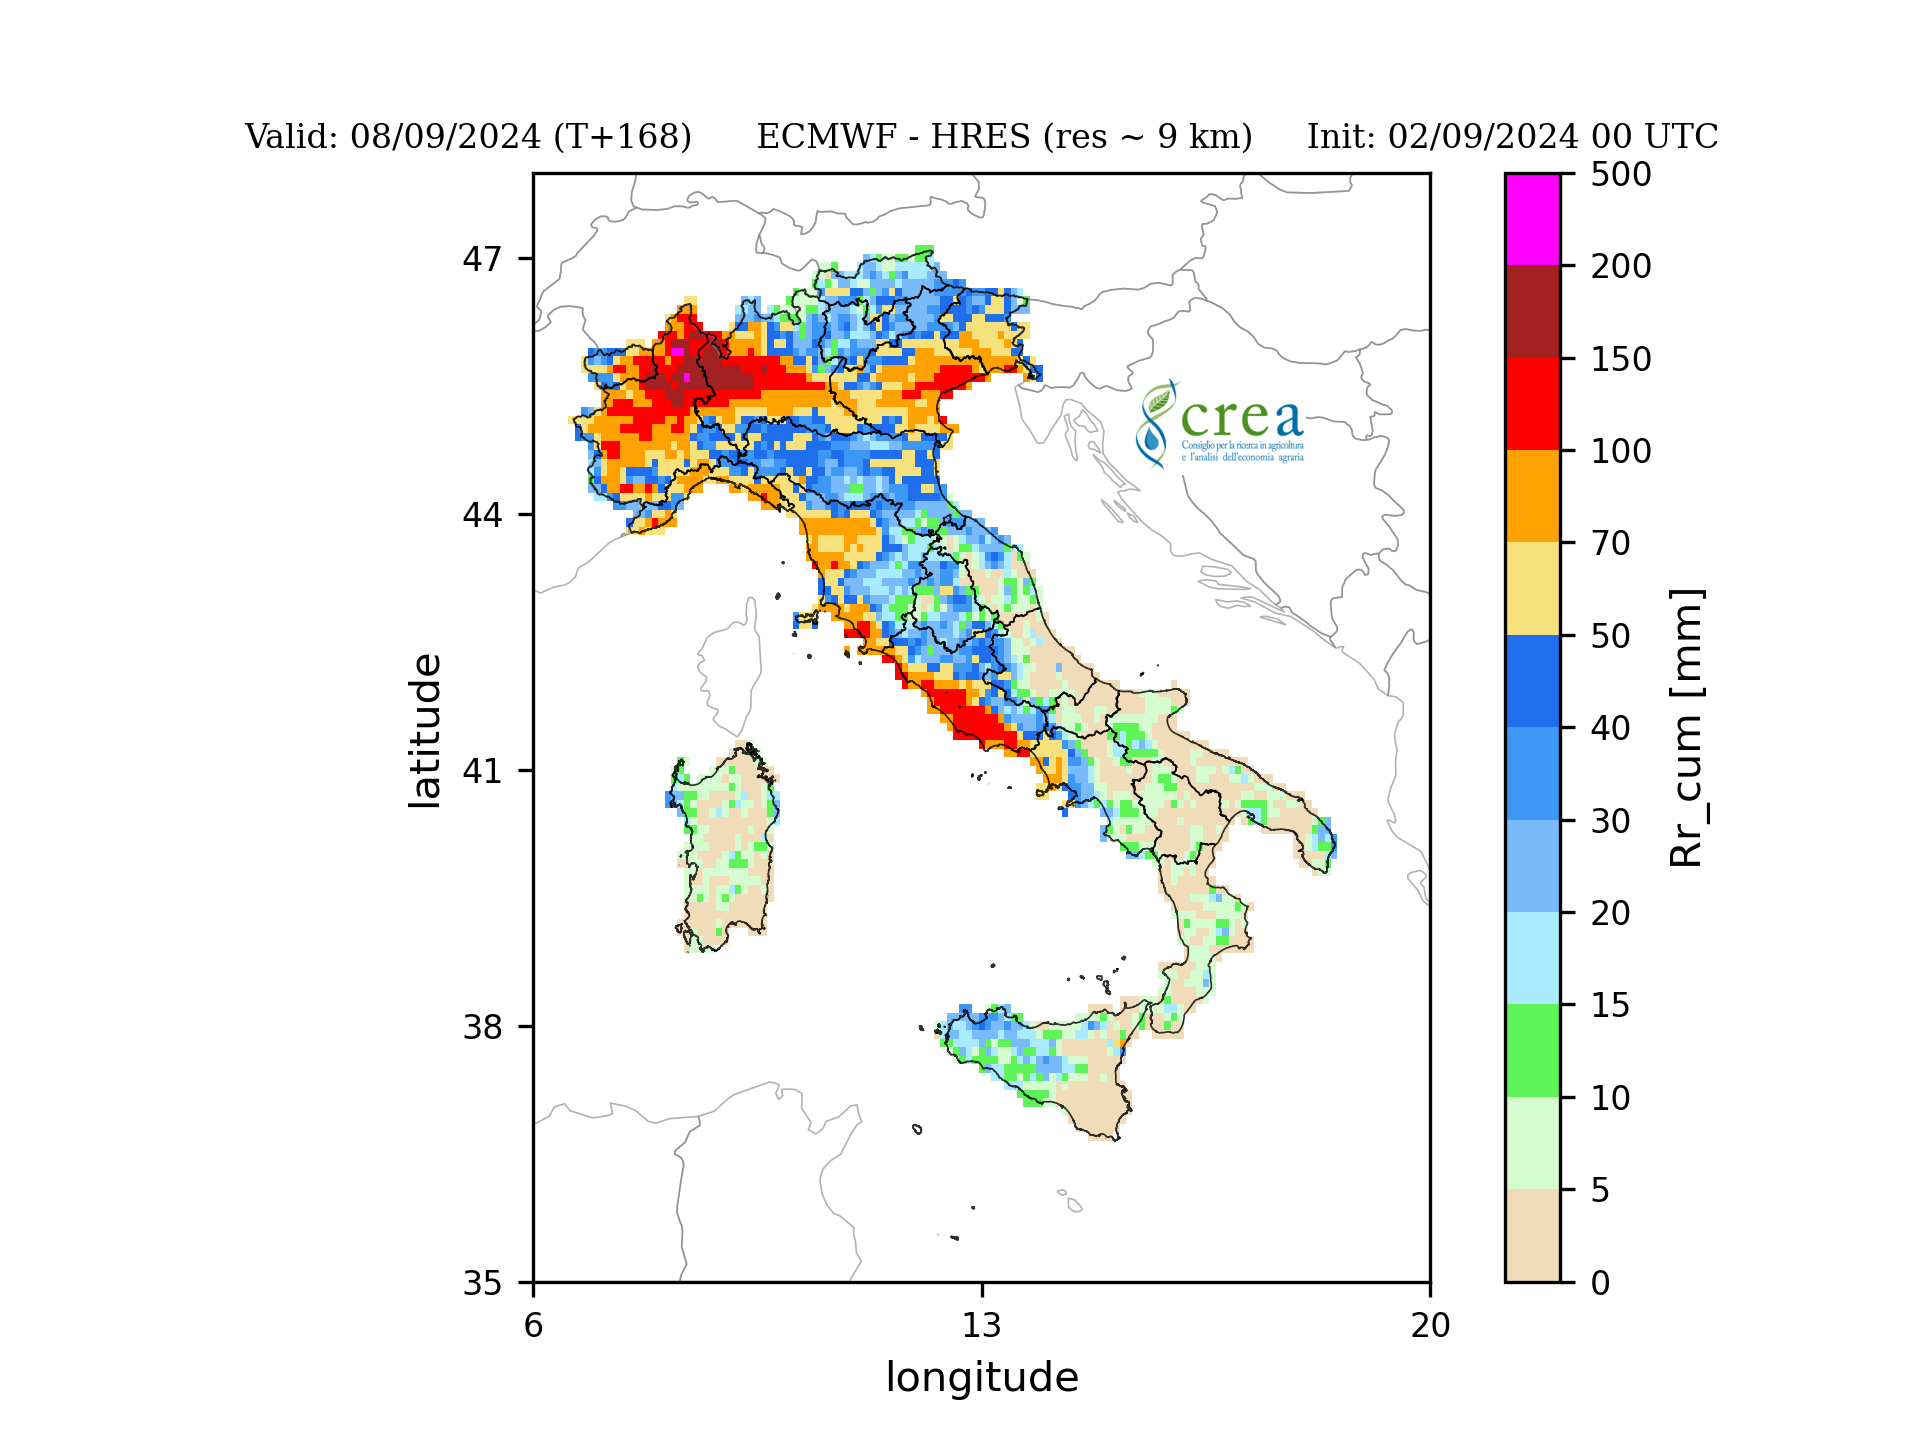 Valid: 08/09/2024 (T+168) ECMWF - HRES (res ~ 9 km) Init: 02/09/2024 00 UTC
47
44
41
38
35
latitude
6 13 20
longitude
crea
Consiglio per la ricerca in agricoltura
e l'analisi dell'economia agraria
500
200
150
100
70
50
40
30
20
15
10
5
0
Rr_cum [mm]